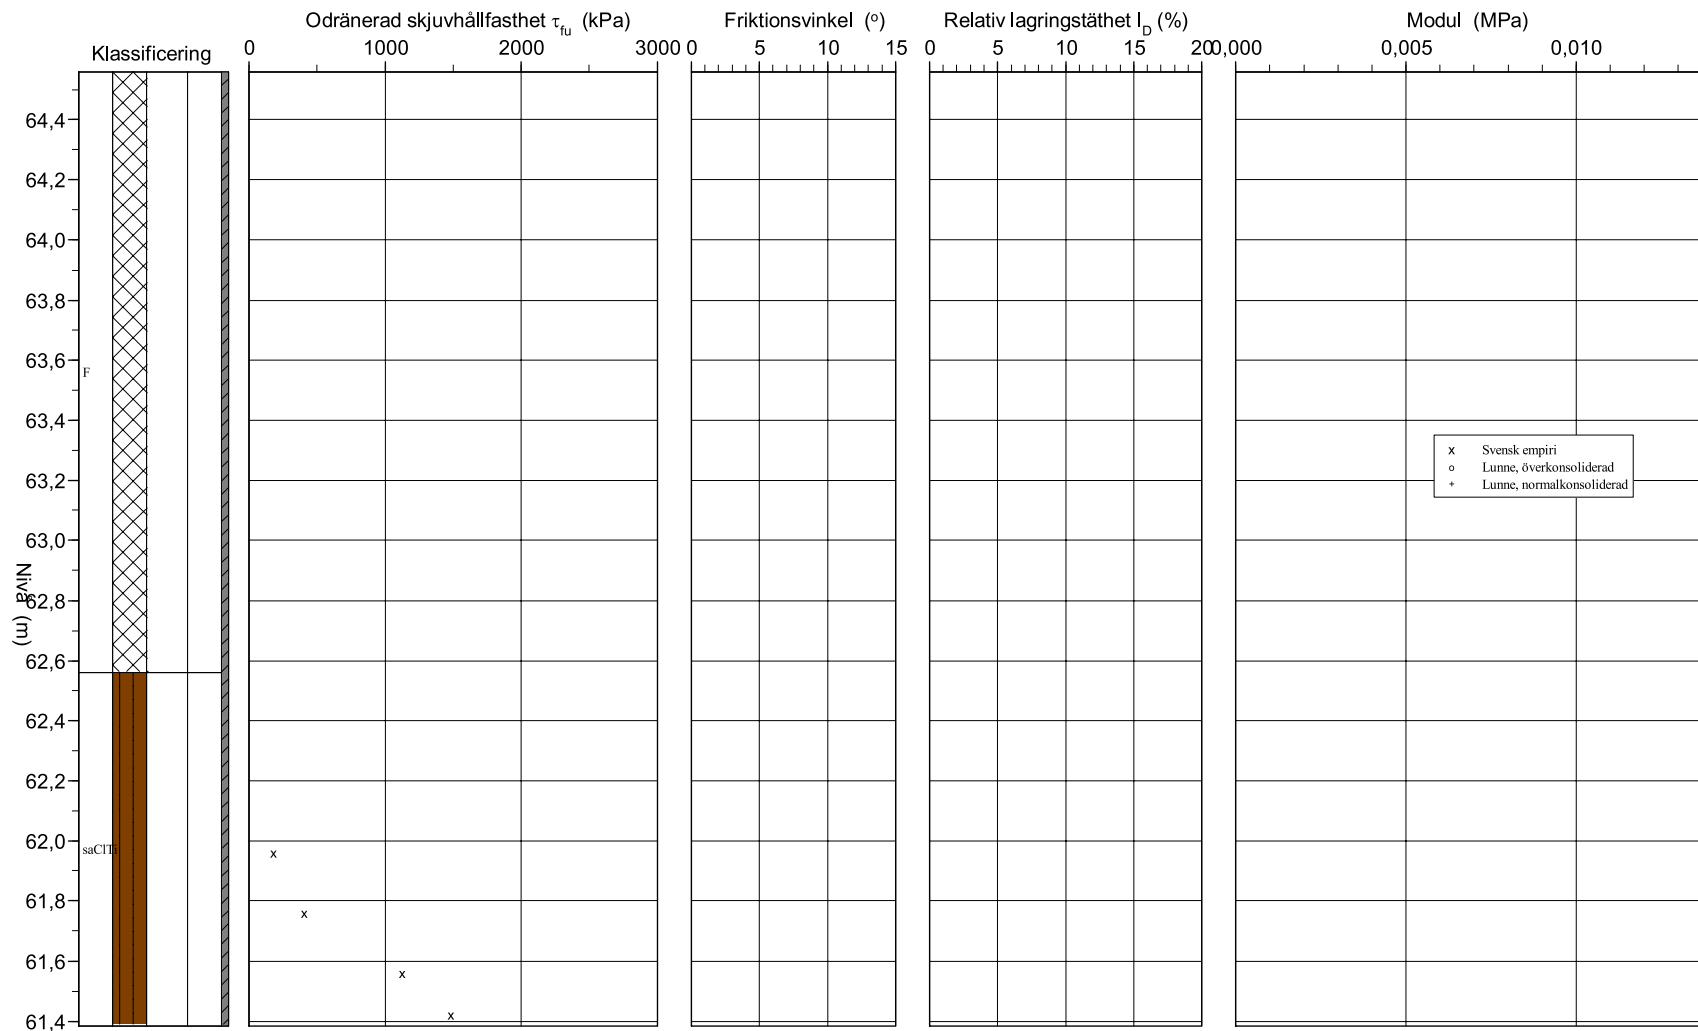 Odränerad skjuvhållfasthet τfu (kPa)
Friktionsvinkel (°)
Relativ lagringstäthet ID (%)
Modul (MPa)
Klassificering
0 1000 2000 3000
0 5 10 15
0 5 10 15 20
0,000 0,005 0,010
64,4
64,2
64,0
63,8
63,6
F
63,4
63,2
63,0
62,8
62,6
62,4
62,2
62,0
saClTi
61,8
61,6
61,4
Nivå (m)
x Svensk empiri
o Lunne, överkonsoliderad
+ Lunne, normalkonsoliderad